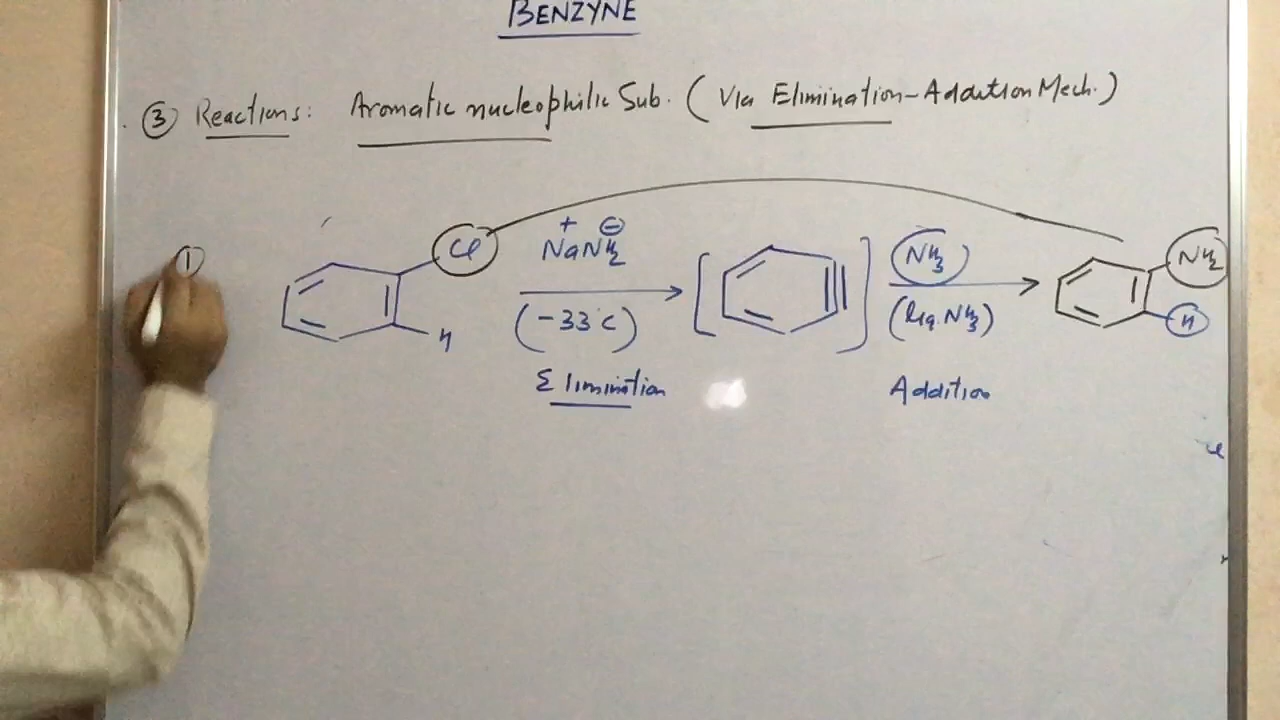 BENZYNE
③ Reactions: Aromatic nucleophilic Sub. (Via Elimination-Addition Mech.)
①
Cl
H
+ ⊖
NaNH2
(-33°C)
Elimination
NH3
(liq. NH3)
Addition
NH2
H